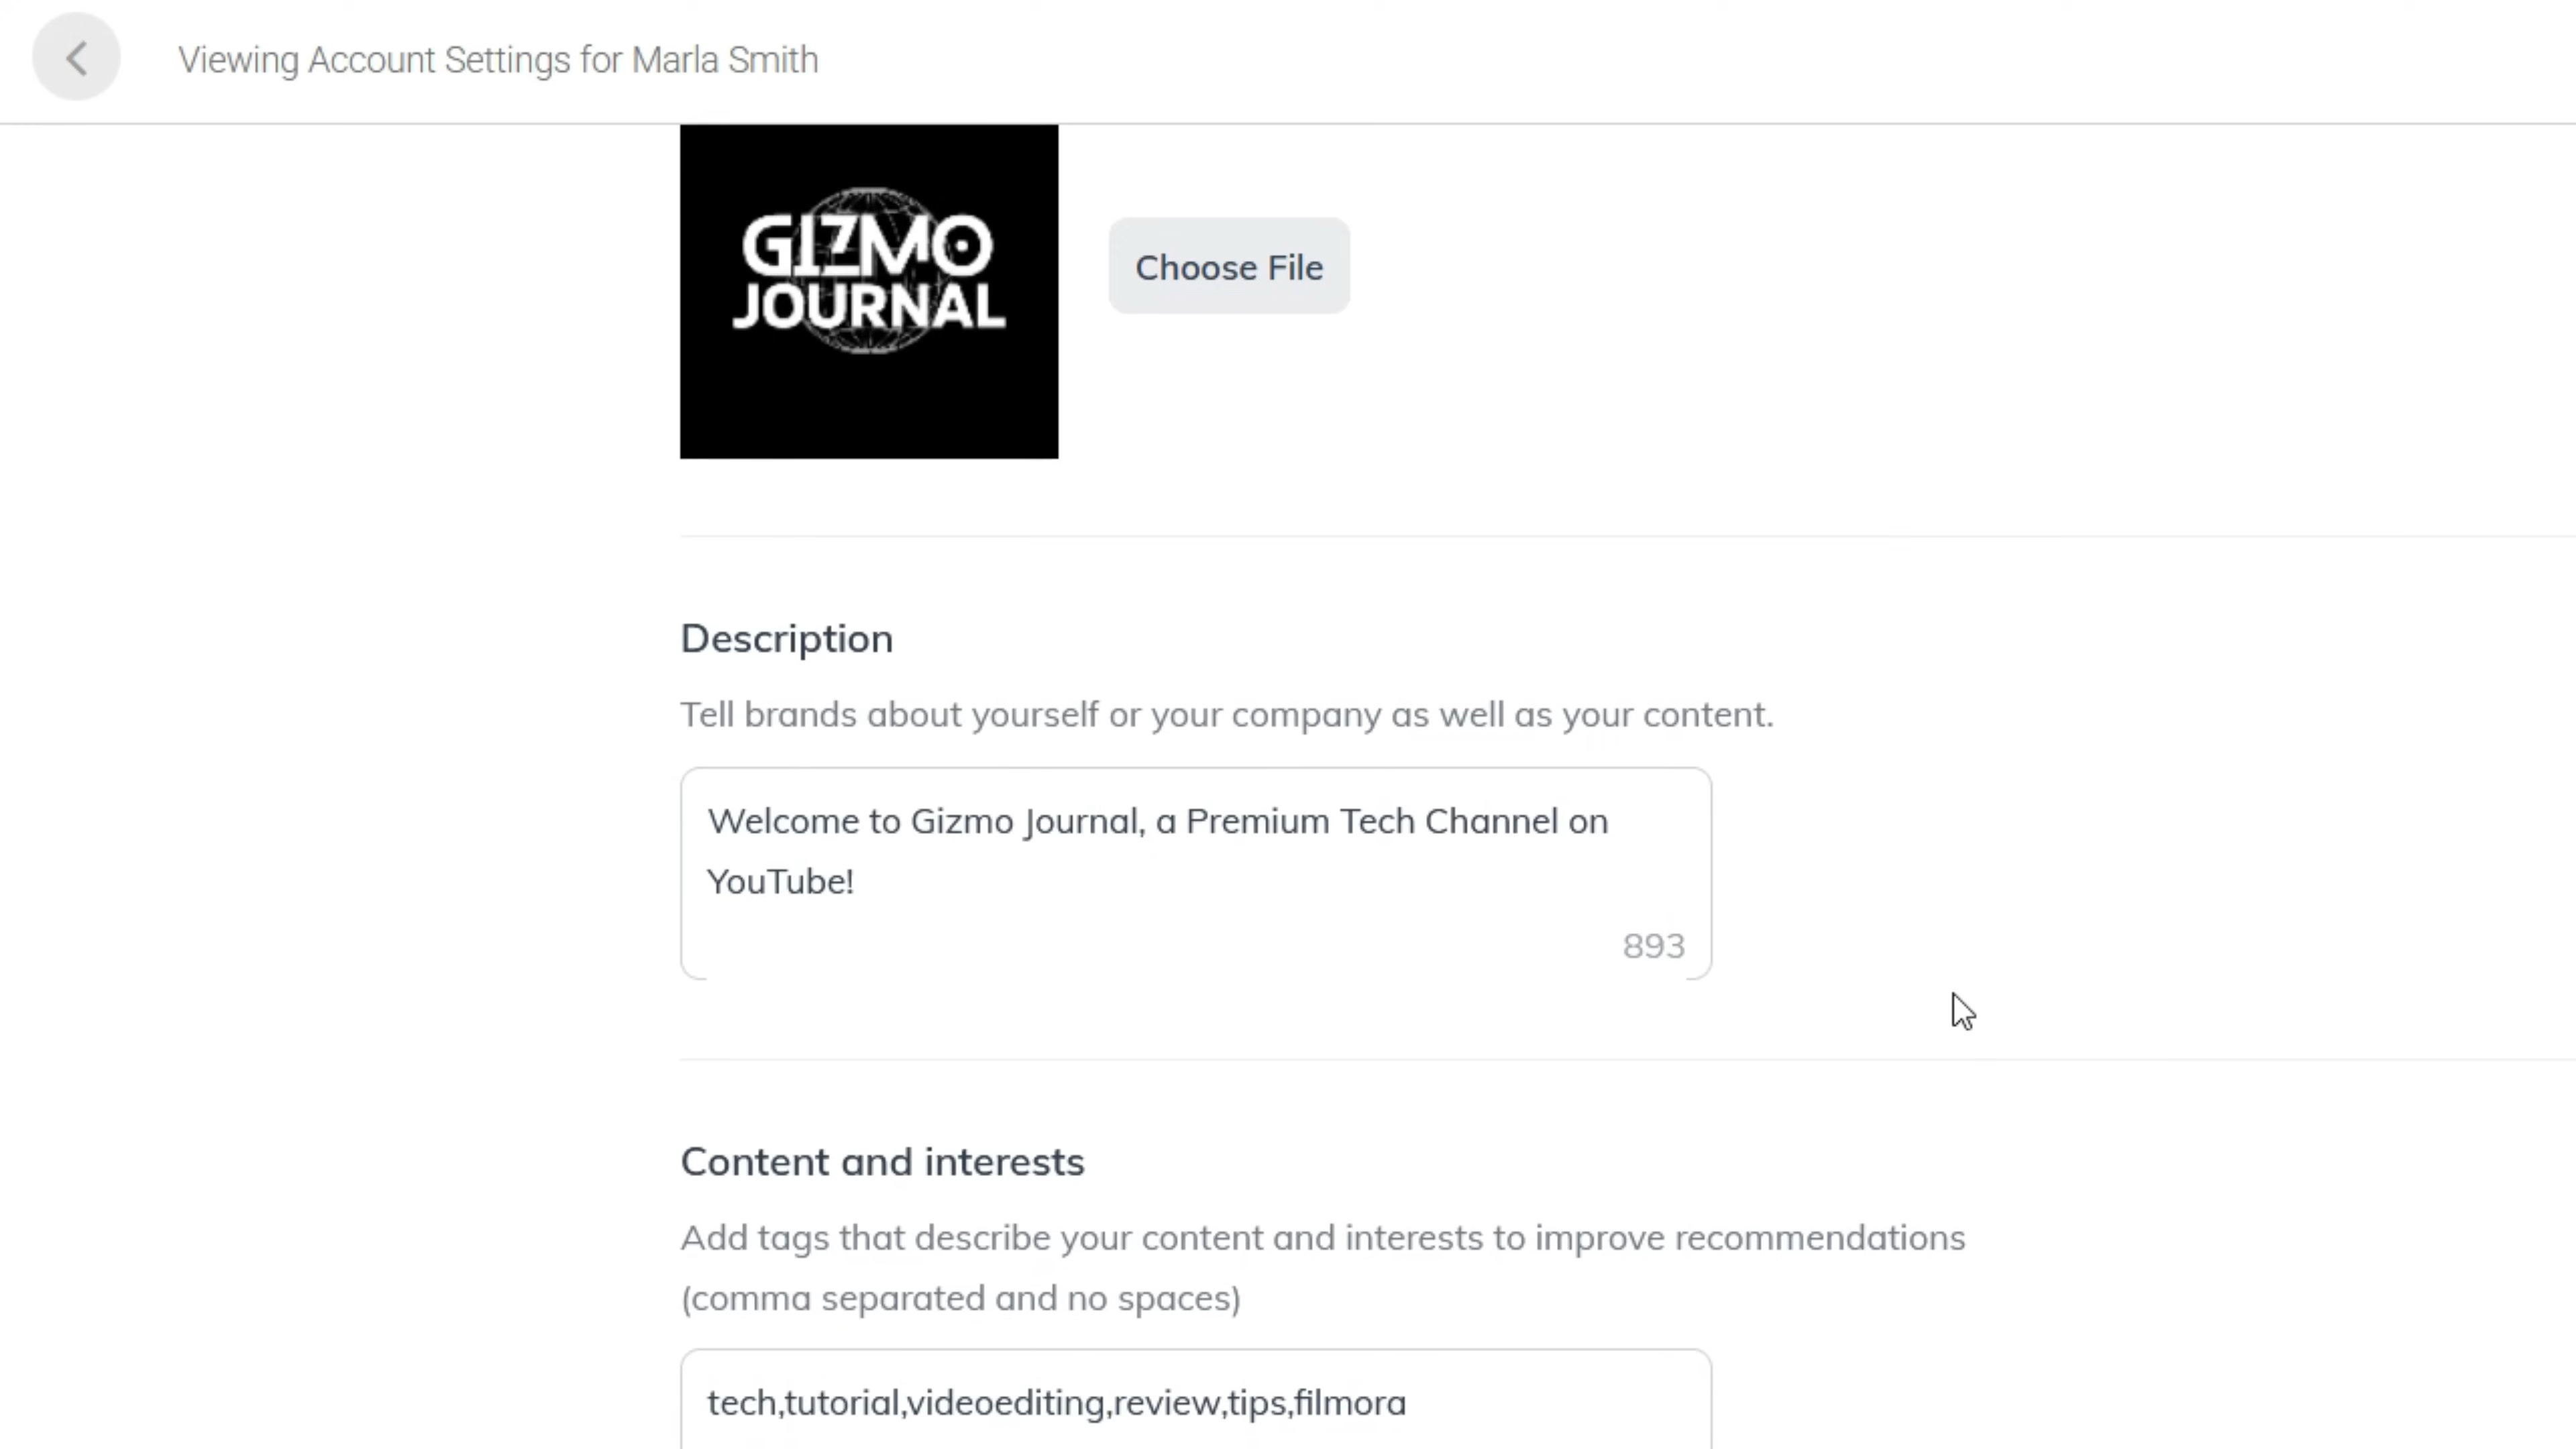 Viewing Account Settings for Marla Smith
GIZMO
JOURNAL
Choose File
Description
Tell brands about yourself or your company as well as your content.
Welcome to Gizmo Journal, a Premium Tech Channel on
YouTube!
893
Content and interests
Add tags that describe your content and interests to improve recommendations
(comma separated and no spaces)
tech,tutorial,videoediting,review,tips,filmora